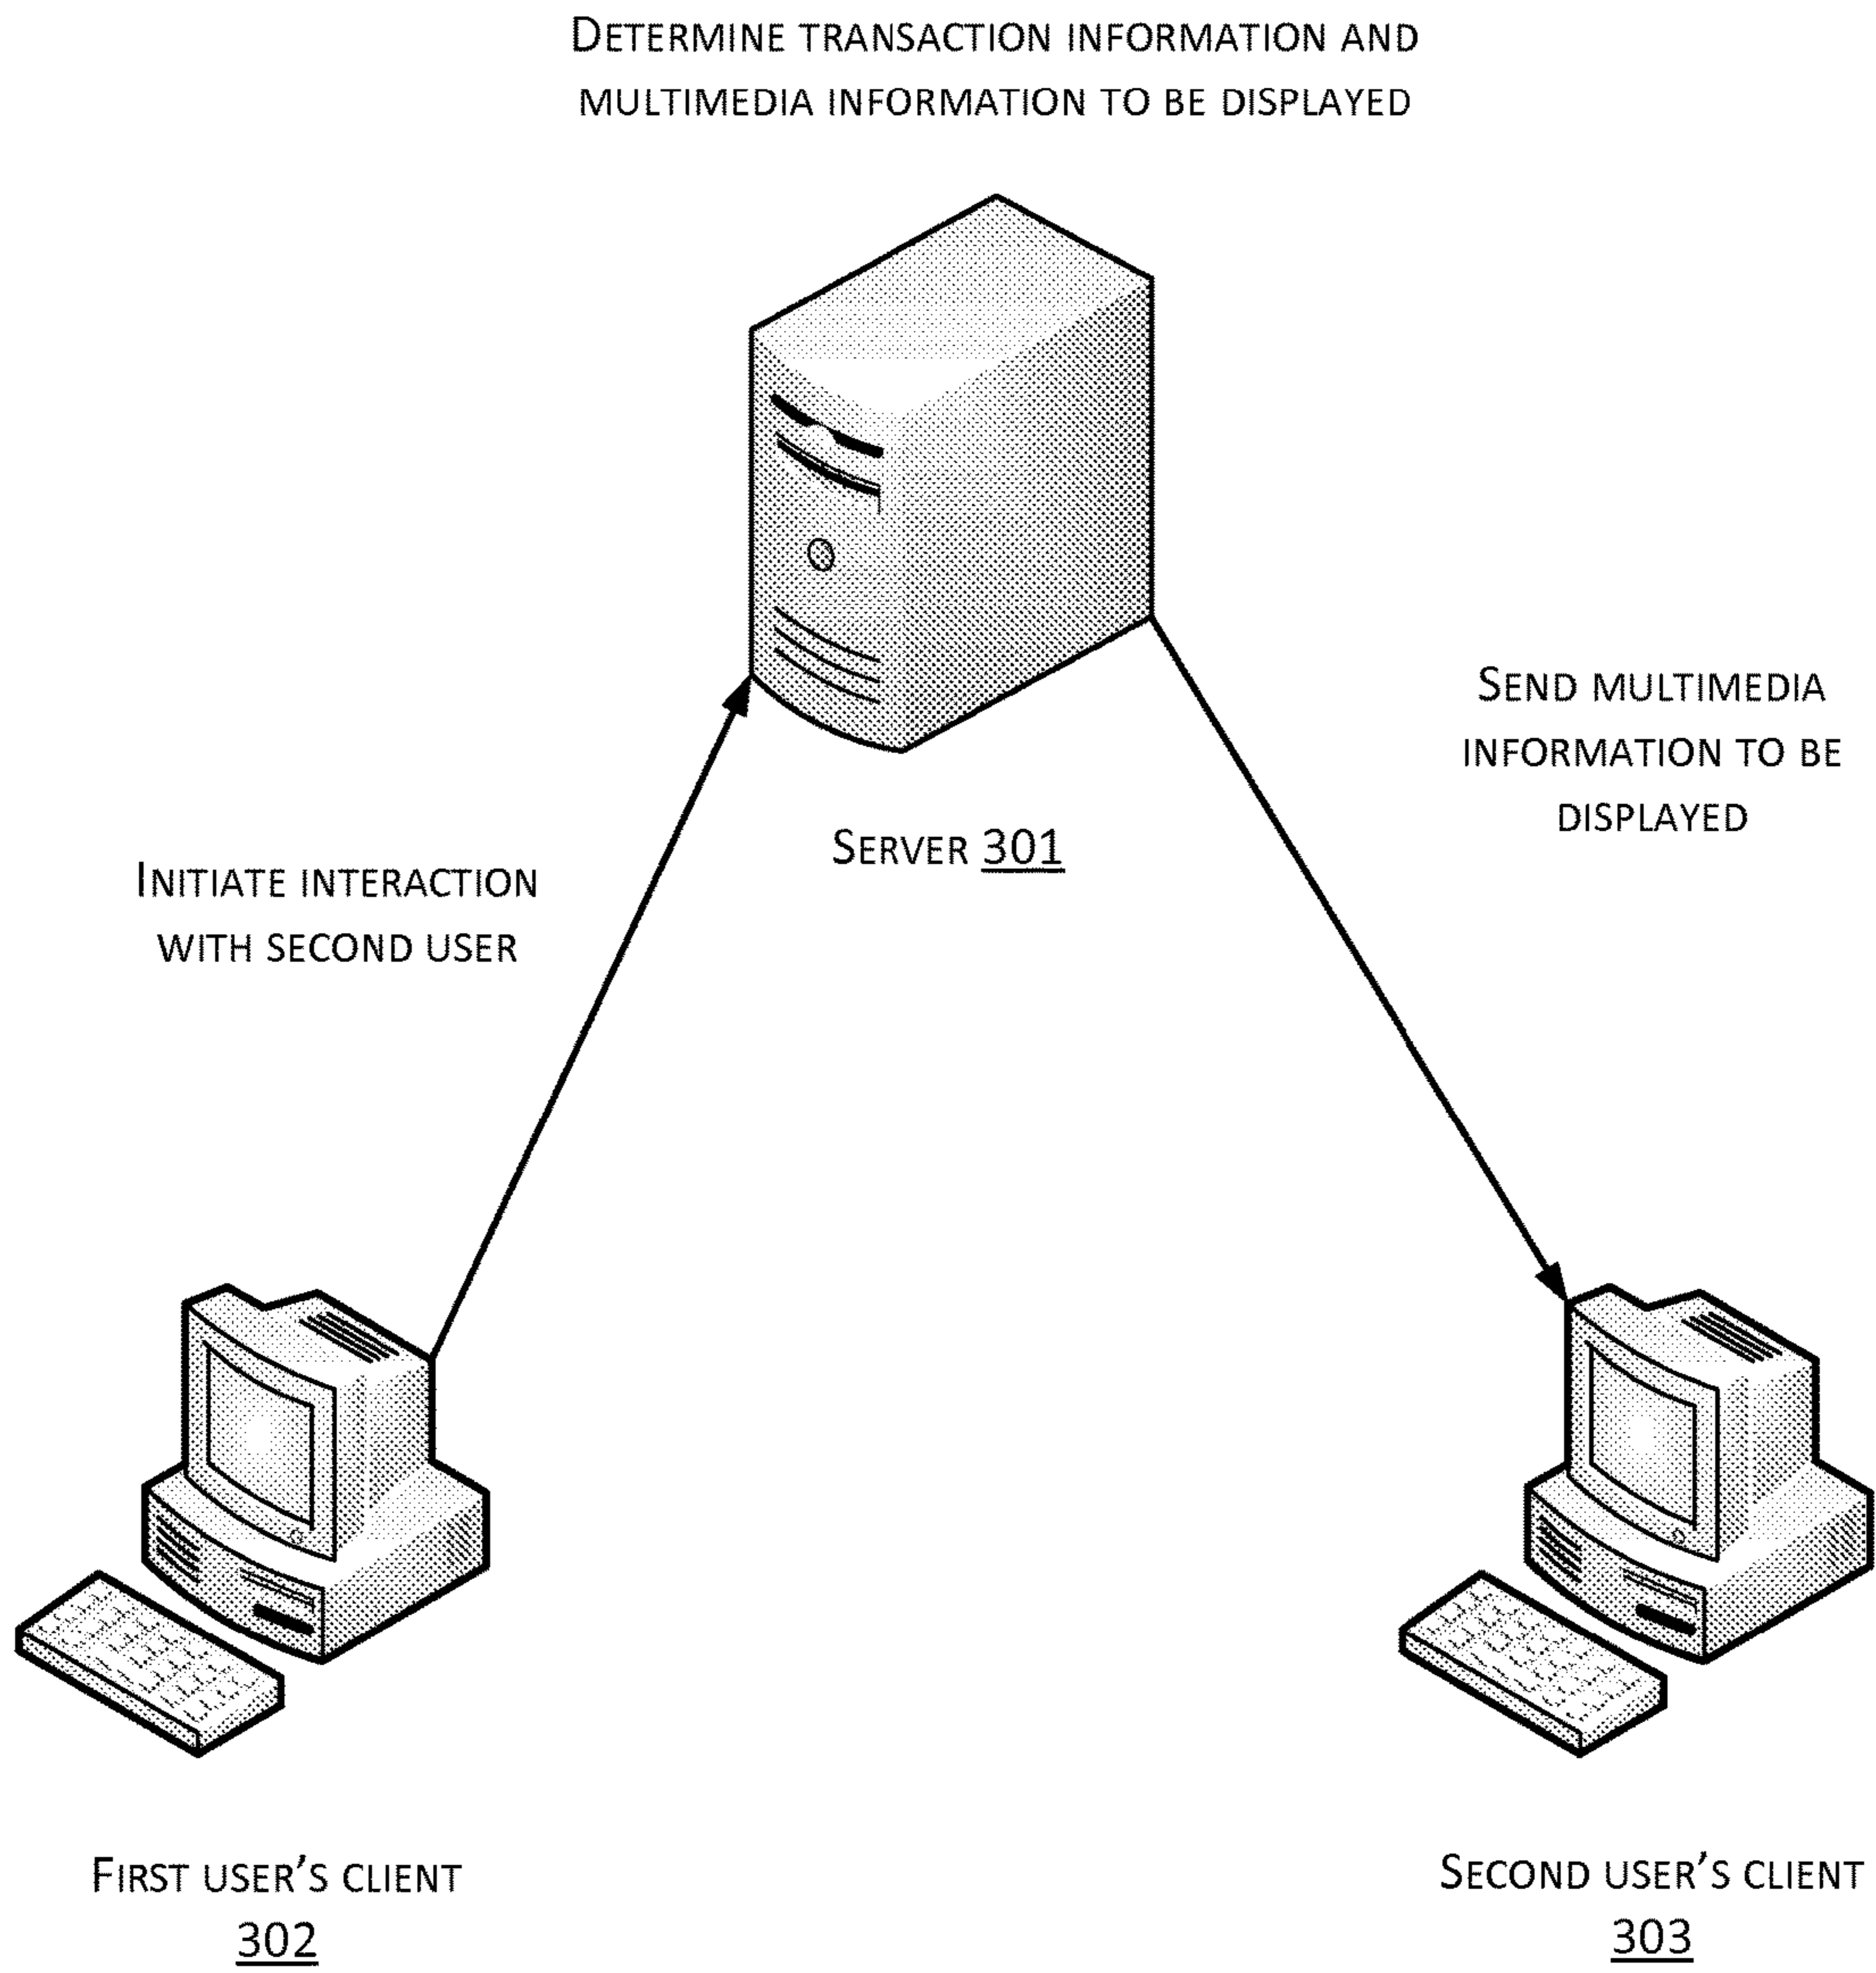 DETERMINE TRANSACTION INFORMATION AND
MULTIMEDIA INFORMATION TO BE DISPLAYED
SEND MULTIMEDIA
INFORMATION TO BE
DISPLAYED
SERVER 301
INITIATE INTERACTION
WITH SECOND USER
FIRST USER'S CLIENT
302
SECOND USER'S CLIENT
303